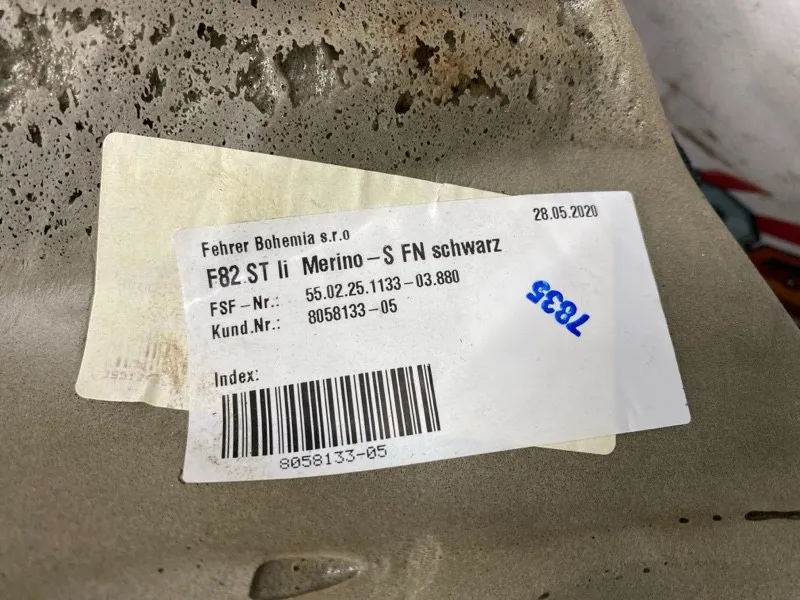 28.05.2020
Fehrer Bohemia s.r.o
F82 ST li Merino-S FN schwarz
FSF-Nr.: 55.02.25.1133-03.880
Kund.Nr.: 8058133-05
7835
Index:
8058133-05